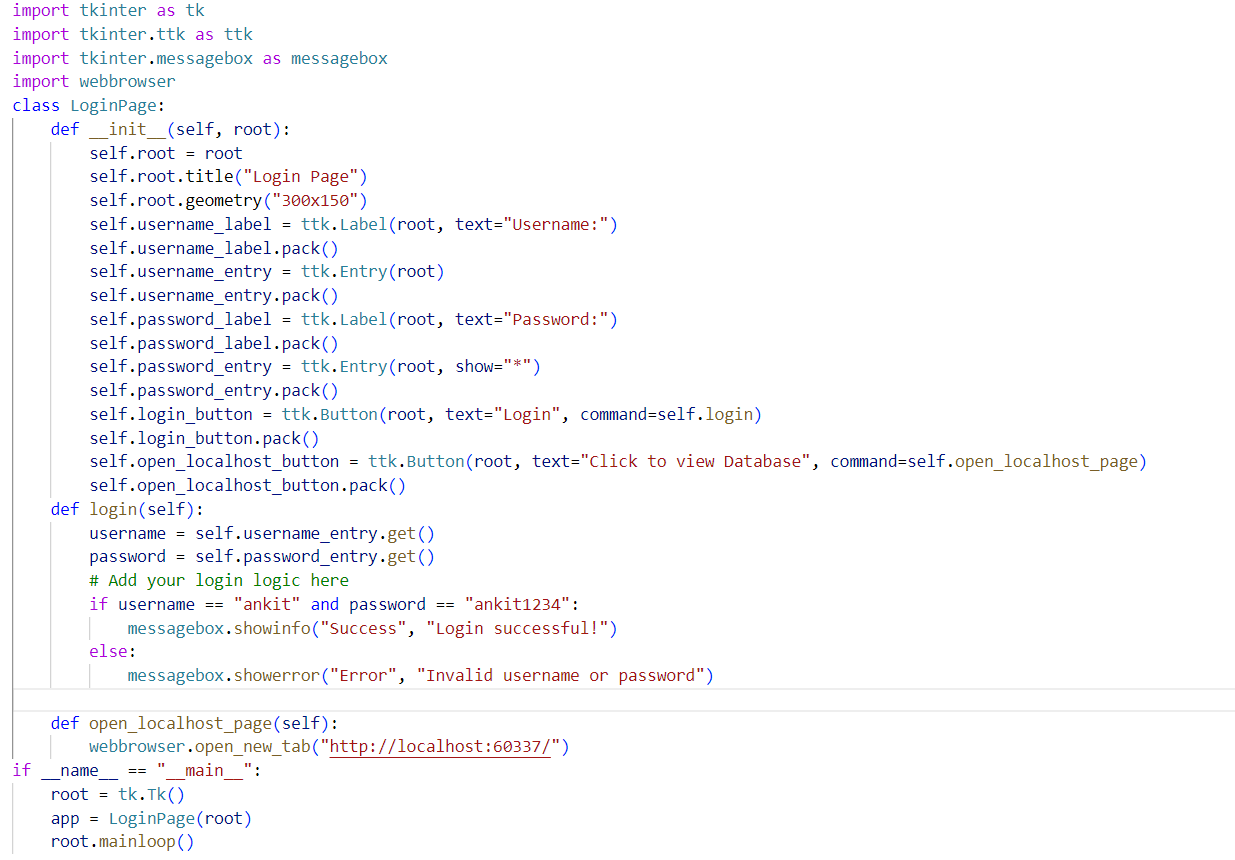 import tkinter as tk
import tkinter.ttk as ttk
import tkinter.messagebox as messagebox
import webbrowser
class LoginPage:
    def __init__(self, root):
        self.root = root
        self.root.title("Login Page")
        self.root.geometry("300x150")
        self.username_label = ttk.Label(root, text="Username:")
        self.username_label.pack()
        self.username_entry = ttk.Entry(root)
        self.username_entry.pack()
        self.password_label = ttk.Label(root, text="Password:")
        self.password_label.pack()
        self.password_entry = ttk.Entry(root, show="*")
        self.password_entry.pack()
        self.login_button = ttk.Button(root, text="Login", command=self.login)
        self.login_button.pack()
        self.open_localhost_button = ttk.Button(root, text="Click to view Database", command=self.open_localhost_page)
        self.open_localhost_button.pack()
    def login(self):
        username = self.username_entry.get()
        password = self.password_entry.get()
        # Add your login logic here
        if username == "ankit" and password == "ankit1234":
            messagebox.showinfo("Success", "Login successful!")
        else:
            messagebox.showerror("Error", "Invalid username or password")

    def open_localhost_page(self):
        webbrowser.open_new_tab("http://localhost:60337/")
if __name__ == "__main__":
    root = tk.Tk()
    app = LoginPage(root)
    root.mainloop()